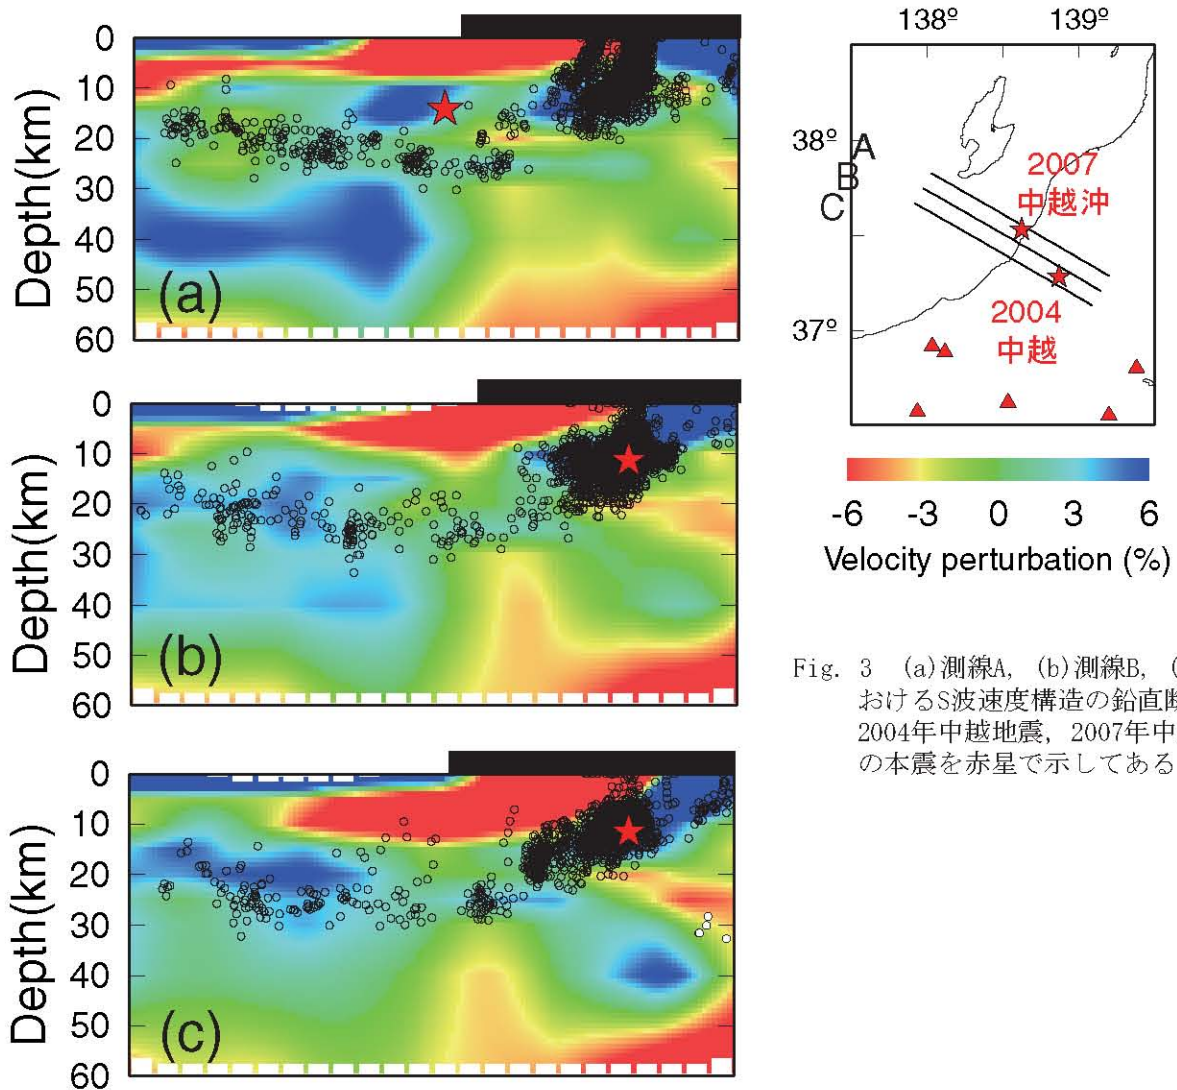 0
10
20
30
40
50
60
Depth(km)
(a)
0
10
20
30
40
50
60
Depth(km)
(b)
0
10
20
30
40
50
60
Depth(km)
(c)
138º 139º
38º
37º
A
B
C
2007
中越沖
2004
中越
-6 -3 0 3 6
Velocity perturbation (%)
Fig. 3 (a)測線A, (b)測線B, (
おけるS波速度構造の鉛直断
2004年中越地震, 2007年中
の本震を赤星で示してある